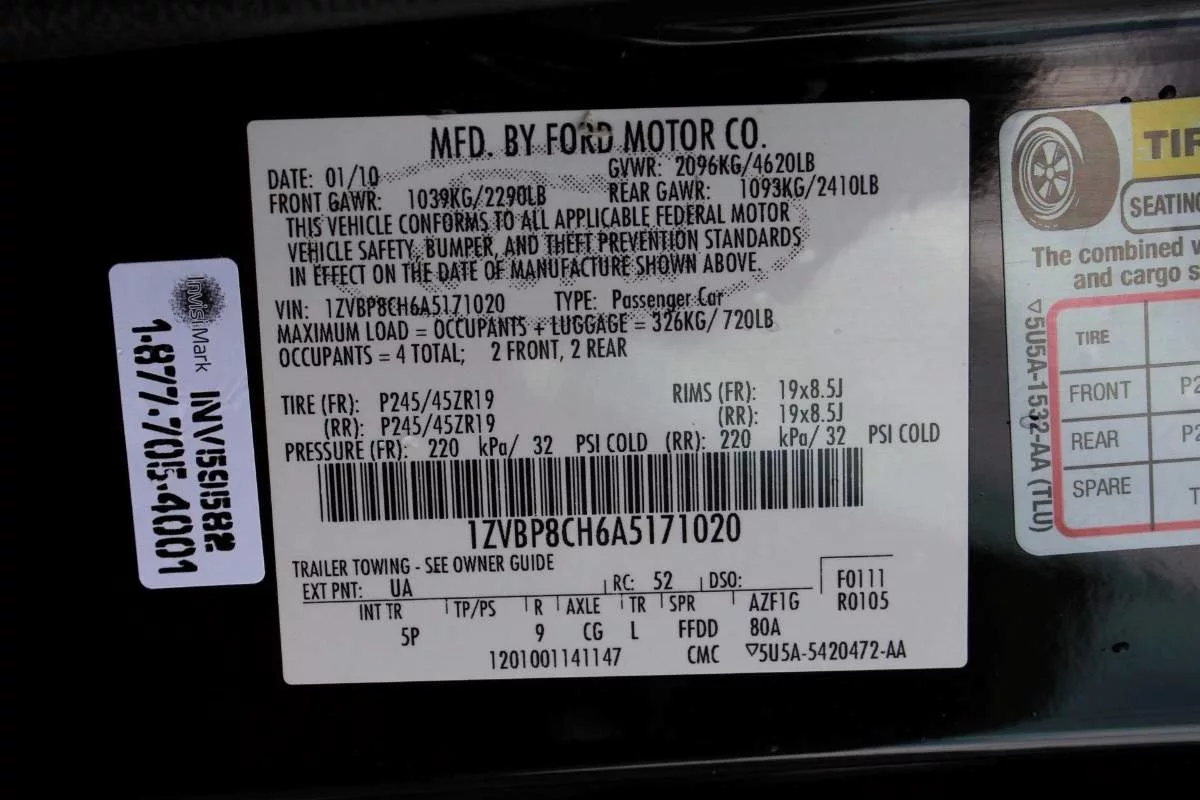 MFD. BY FORD MOTOR CO.
DATE: 01/10 GVWR: 2096KG/4620LB
FRONT GAWR: 1039KG/2290LB REAR GAWR: 1093KG/2410LB
THIS VEHICLE CONFORMS TO ALL APPLICABLE FEDERAL MOTOR
VEHICLE SAFETY, BUMPER, AND THEFT PREVENTION STANDARDS
IN EFFECT ON THE DATE OF MANUFACTURE SHOWN ABOVE.
VIN: 1ZVBP8CH6A5171020 TYPE: Passenger Car
MAXIMUM LOAD = OCCUPANTS + LUGGAGE = 326KG/ 720LB
OCCUPANTS = 4 TOTAL; 2 FRONT, 2 REAR
TIRE (FR): P245/45ZR19 RIMS (FR): 19x8.5J
(RR): P245/45ZR19 (RR): 19x8.5J
PRESSURE (FR): 220 kPa/ 32 PSI COLD (RR): 220 kPa/ 32 PSI COLD
1ZVBP8CH6A5171020
TRAILER TOWING - SEE OWNER GUIDE
EXT PNT: UA RC: 52 DSO: F0111
INT TR TP/PS R AXLE TR SPR AZF1G R0105
5P 9 CG L FFDD 80A
1201001141147 CMC ▽5U5A-5420472-AA
InvisiMark INV59582
1-877-705-4001
TIR
SEATING
The combined w
and cargo s
TIRE
FRONT P2
REAR P2
SPARE T
▽5U5A-1532-AA (TLU)